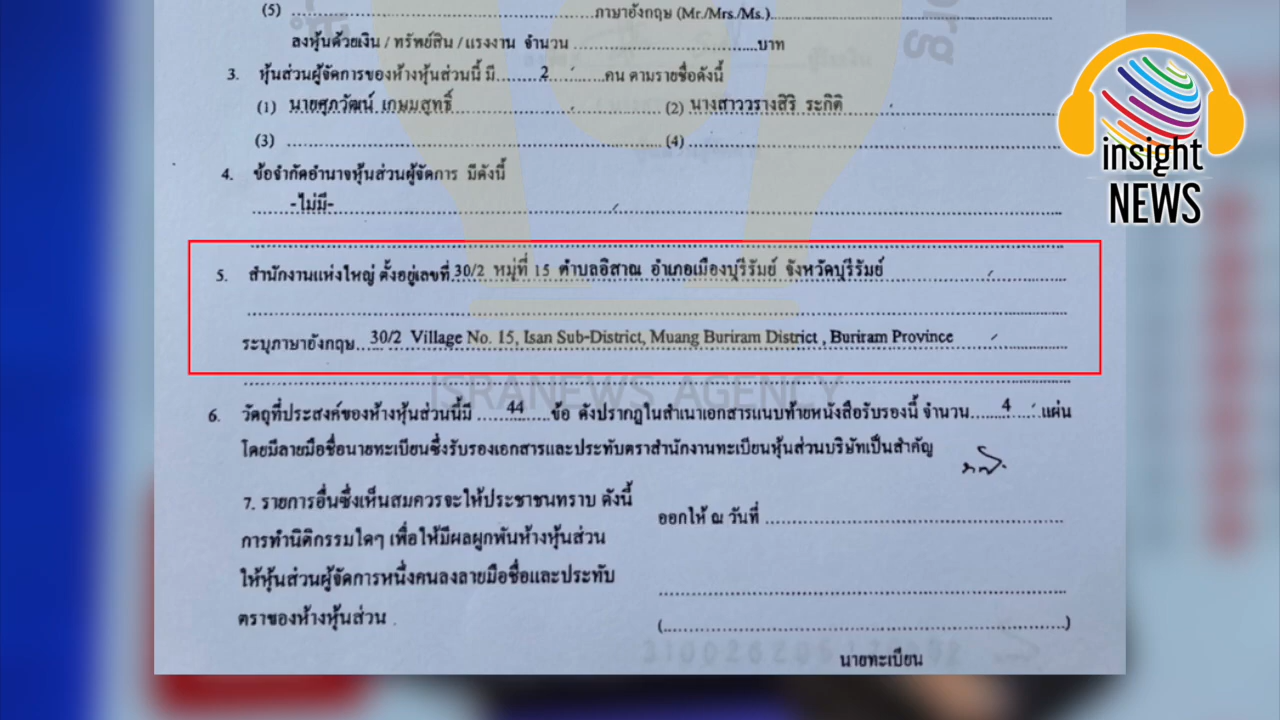 (5) ........ภาษาอังกฤษ (Mr./Mrs./Ms.)........
ลงหุ้นด้วยเงิน / ทรัพย์สิน / แรงงาน จำนวน ........บาท
3. หุ้นส่วนผู้จัดการของห้างหุ้นส่วนนี้ มี........2........คน ตามรายชื่อดังนี้
(1) นายศุภวัฒน์ เกษมสุทธิ์ (2) นางสาววรางสิริ ระกิติ
(3) ........(4) ........
4. ข้อจำกัดอำนาจหุ้นส่วนผู้จัดการ มีดังนี้
-ไม่มี-
5. สำนักงานแห่งใหญ่ ตั้งอยู่เลขที่ 30/2 หมู่ที่ 15 ตำบลอิสาณ อำเภอเมืองบุรีรัมย์ จังหวัดบุรีรัมย์
ระบุภาษาอังกฤษ 30/2 Village No. 15, Isan Sub-District, Muang Buriram District , Buriram Province
ISRANEWS AGENCY
6. วัตถุที่ประสงค์ของห้างหุ้นส่วนนี้มี ........44........ข้อ ดังปรากฏในสำเนาเอกสารแนบท้ายหนังสือรับรองนี้ จำนวน........4........แผ่น
โดยมีลายมือชื่อนายทะเบียนซึ่งรับรองเอกสารและประทับตราสำนักงานทะเบียนหุ้นส่วนบริษัทเป็นสำคัญ
7. รายการอื่นซึ่งเห็นสมควรจะให้ประชาชนทราบ ดังนี้
การทำนิติกรรมใดๆ เพื่อให้มีผลผูกพันห้างหุ้นส่วน
ให้หุ้นส่วนผู้จัดการหนึ่งคนลงลายมือชื่อและประทับ
ตราของห้างหุ้นส่วน .
ออกให้ ณ วันที่ ........
(........)
นายทะเบียน
insight
NEWS